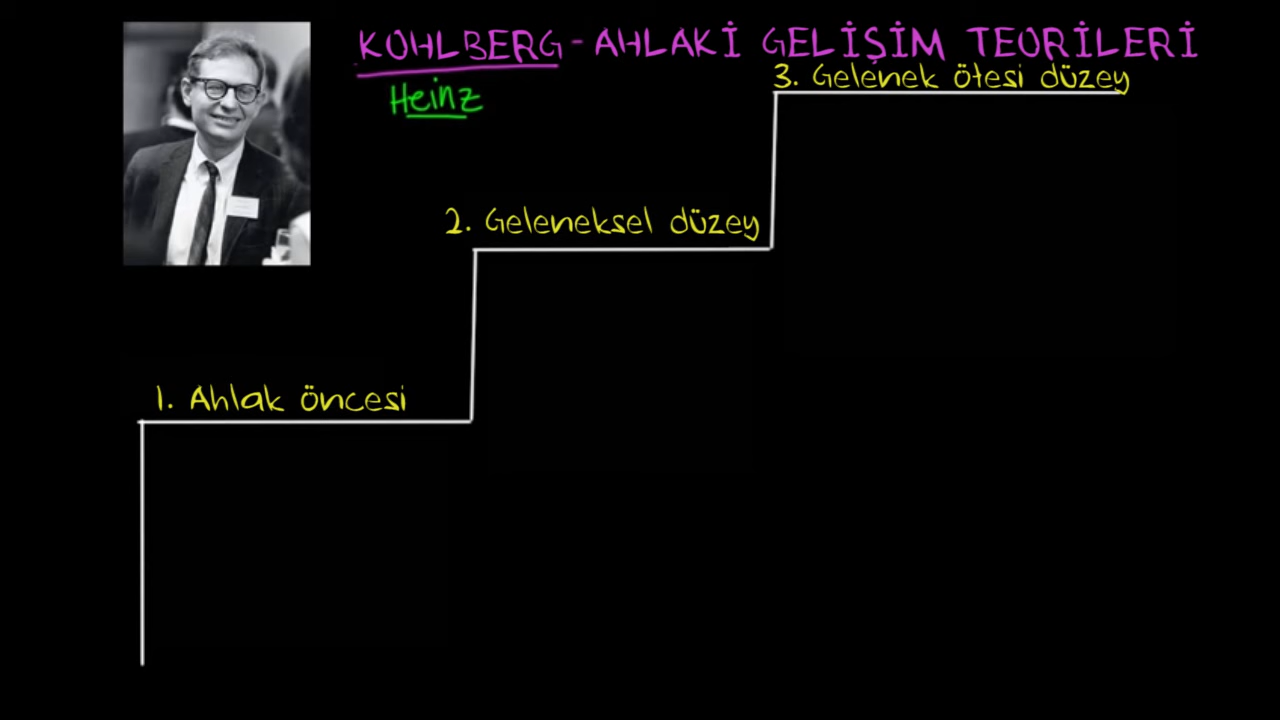 KOHLBERG - AHLAKİ GELİŞİM TEORİLERİ
Heinz
3. Gelenek ötesi düzey
2. Geleneksel düzey
1. Ahlak öncesi